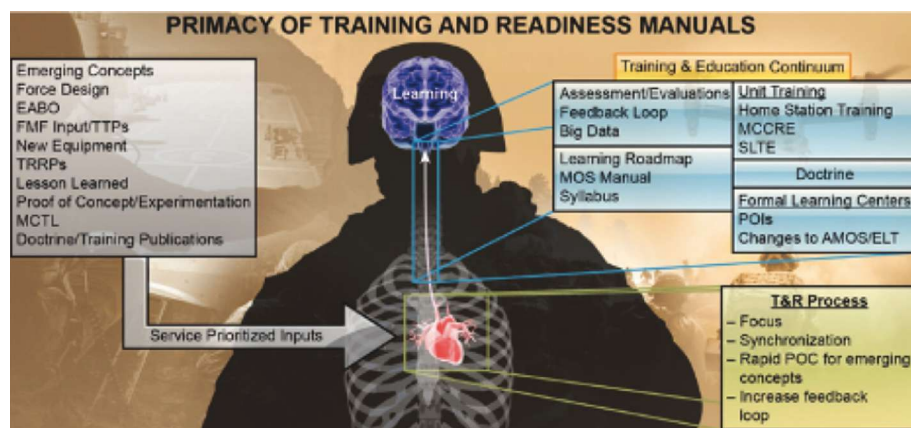 PRIMACY OF TRAINING AND READINESS MANUALS
Emerging Concepts
Force Design
EABO
FMF Input/TTPs
New Equipment
TRRPs
Lesson Learned
Proof of Concept/Experimentation
MCTL
Doctrine/Training Publications
Service Prioritized Inputs
Learning
Training & Education Continuum
Assessment/Evaluations
Feedback Loop
Big Data
Learning Roadmap
MOS Manual
Syllabus
Unit Training
Home Station Training
MCCRE
SLTE
Doctrine
Formal Learning Centers
POIs
Changes to AMOS/ELT
T&R Process
– Focus
– Synchronization
– Rapid POC for emerging
concepts
– Increase feedback
loop